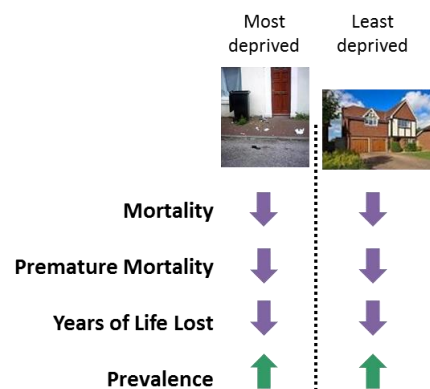 Most
deprived
Least
deprived
Mortality
Premature Mortality
Years of Life Lost
Prevalence